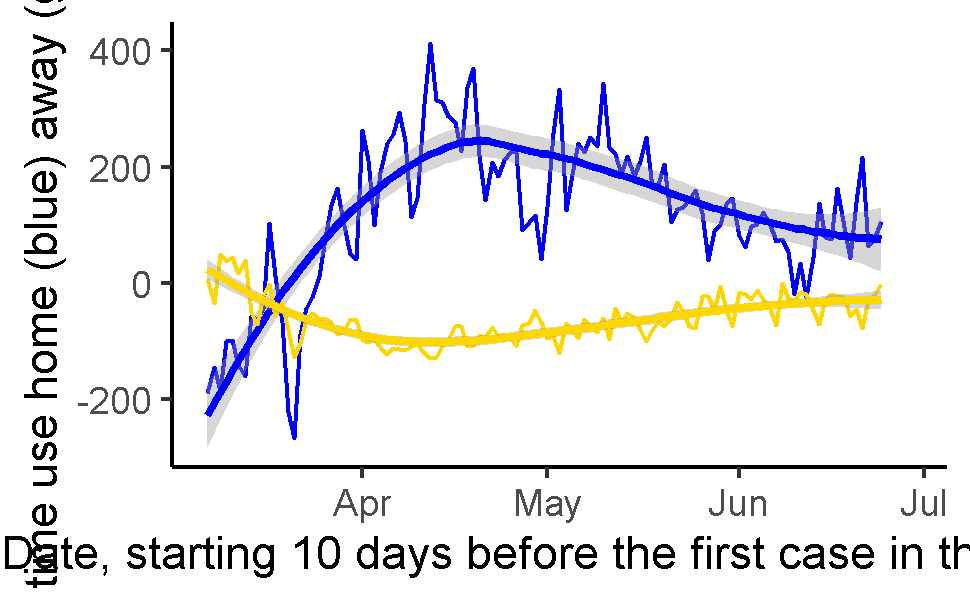 time use home (blue) away (
400
200
0
-200
Apr May Jun Jul
Date, starting 10 days before the first case in th